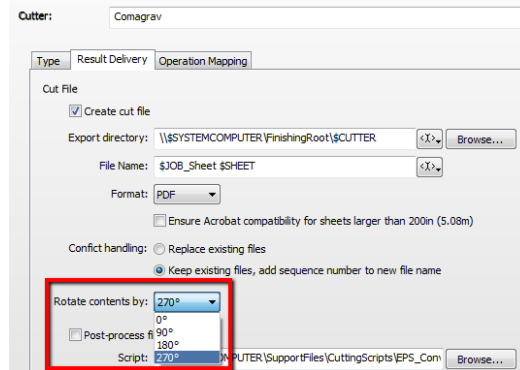 Cutter: Comagrav
Type Result Delivery Operation Mapping
Cut File
Create cut file
Export directory: \\$SYSTEMCOMPUTER\FinishingRoot\$CUTTER <X> Browse...
File Name: $JOB_Sheet $SHEET <X>
Format: PDF
Ensure Acrobat compatibility for sheets larger than 200in (5.08m)
Confict handling: Replace existing files
Keep existing files, add sequence number to new file name
Rotate contents by: 270°
0°
Post-process fi 90°
180°
Script: 270° MPUTER\SupportFiles\CuttingScripts\EPS_Con Browse...